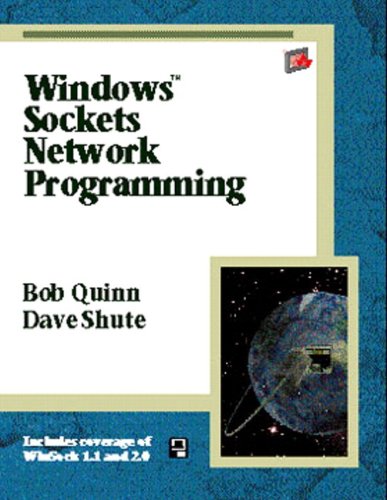 Windows™
Sockets
Network
Programming
Bob Quinn
Dave Shute
Includes coverage of
WinSock 1.1 and 2.0